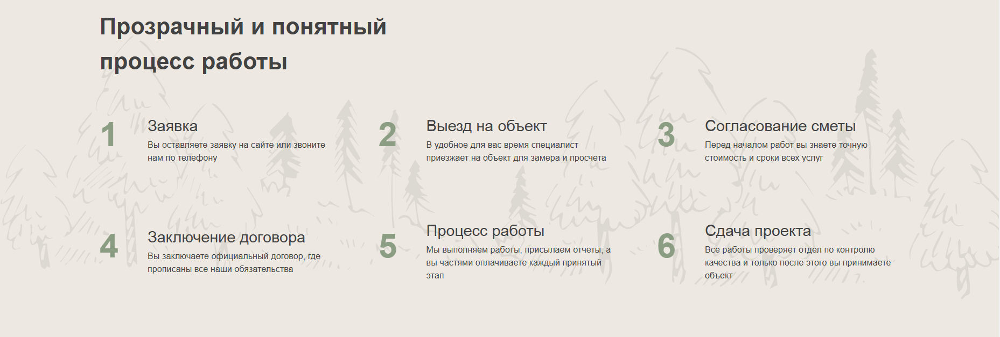 Прозрачный и понятный
процесс работы
1
Заявка
Вы оставляете заявку на сайте или звоните
нам по телефону
2
Выезд на объект
В удобное для вас время специалист
приезжает на объект для замера и просчета
3
Согласование сметы
Перед началом работ вы знаете точную
стоимость и сроки всех услуг
4
Заключение договора
Вы заключаете официальный договор, где
прописаны все наши обязательства
5
Процесс работы
Мы выполняем работы, присылаем отчеты, а
вы частями оплачиваете каждый принятый
этап
6
Сдача проекта
Все работы проверяет отдел по контролю
качества и только после этого вы принимаете
объект